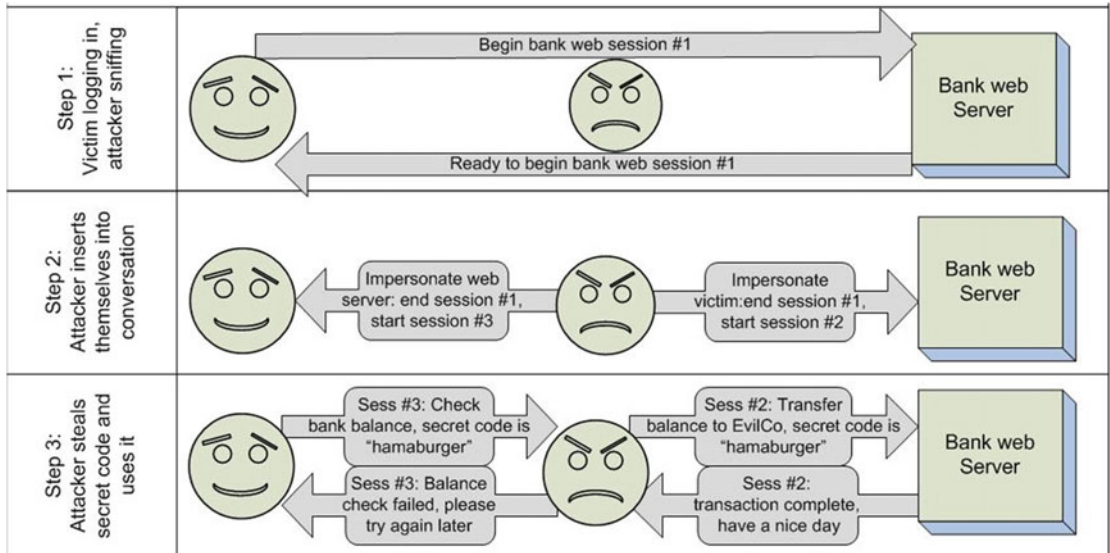 Step 1:
Victim logging in,
attacker sniffing
Begin bank web session #1
Ready to begin bank web session #1
Bank web
Server
Step 2:
Attacker inserts
themselves into
conversation
Impersonate web
server: end session #1,
start session #3
Impersonate
victim:end session #1,
start session #2
Bank web
Server
Step 3:
Attacker steals
secret code and
uses it
Sess #3: Check
bank balance, secret code is
“hamaburger”
Sess #2: Transfer
balance to EvilCo, secret code is
“hamaburger”
Sess #3: Balance
check failed, please
try again later
Sess #2:
transaction complete,
have a nice day
Bank web
Server